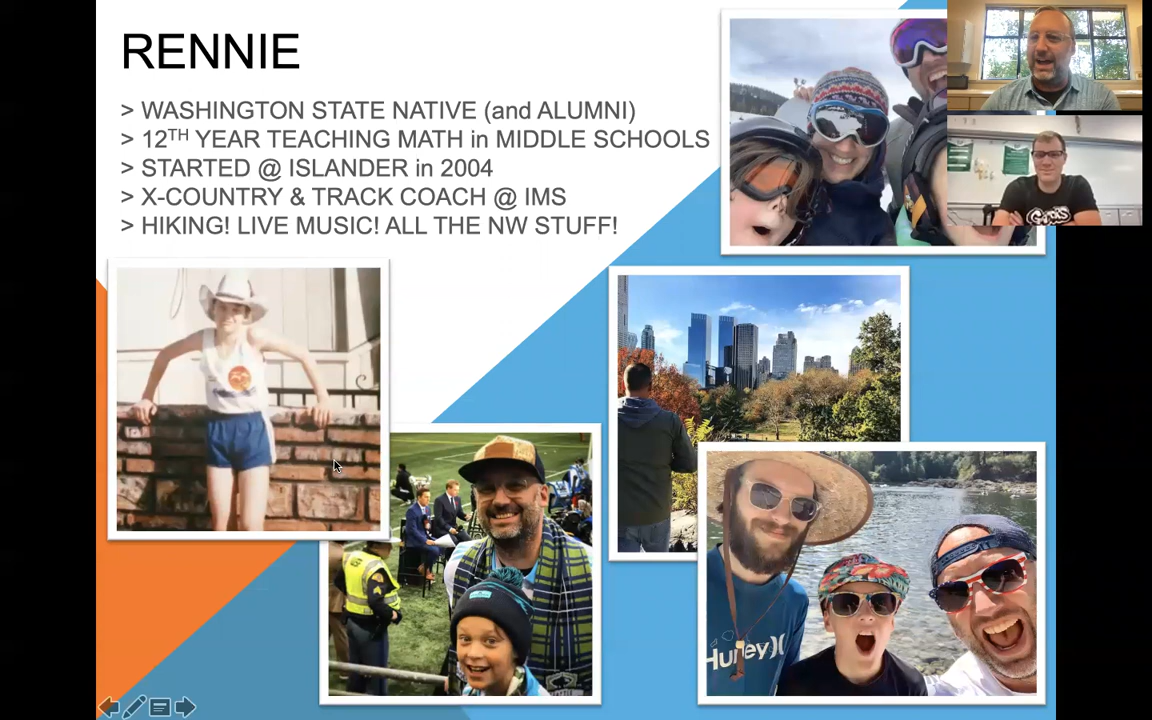 RENNIE
> WASHINGTON STATE NATIVE (and ALUMNI)
> 12TH YEAR TEACHING MATH in MIDDLE SCHOOLS
> STARTED @ ISLANDER in 2004
> X-COUNTRY & TRACK COACH @ IMS
> HIKING! LIVE MUSIC! ALL THE NW STUFF!
Hurley